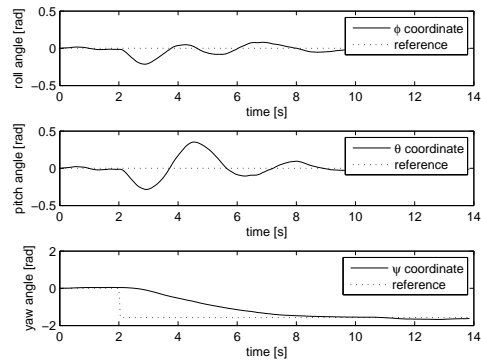 0.5
0
−0.5
roll angle [rad]
φ coordinate
reference
0 2 4 6 8 10 12 14
time [s]
0.5
0
−0.5
pitch angle [rad]
θ coordinate
reference
0 2 4 6 8 10 12 14
time [s]
2
0
−2
yaw angle [rad]
ψ coordinate
reference
0 2 4 6 8 10 12 14
time [s]